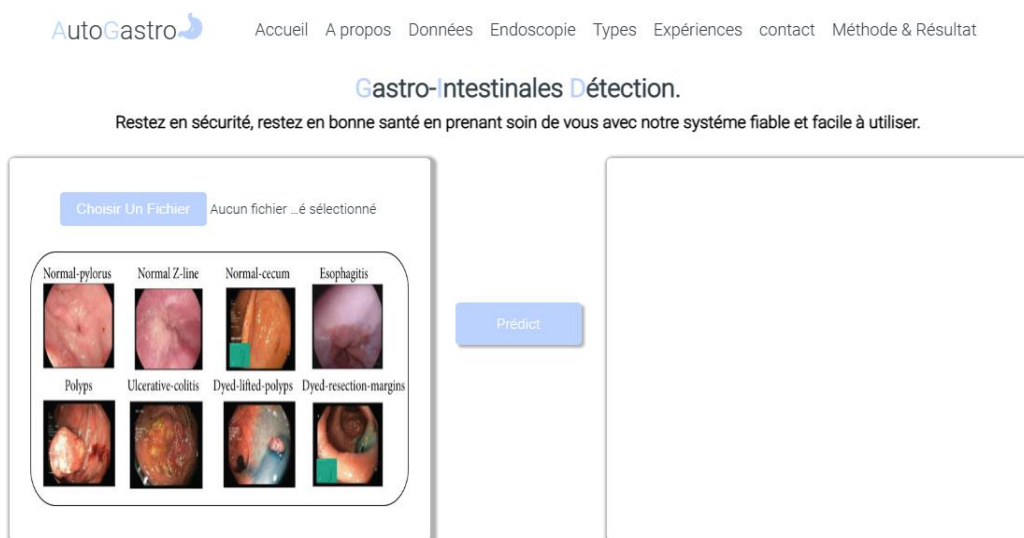 AutoGastro
Accueil A propos Données Endoscopie Types Expériences contact Méthode & Résultat
Gastro-Intestinales Détection.
Restez en sécurité, restez en bonne santé en prenant soin de vous avec notre systéme fiable et facile à utiliser.
Choisir Un Fichier Aucun fichier ...é sélectionné
Normal-pylorus Normal Z-line Normal-cecum Esophagitis
Prédict
Polyps Ulcerative-colitis Dyed-lifted-polyps Dyed-resection-margins